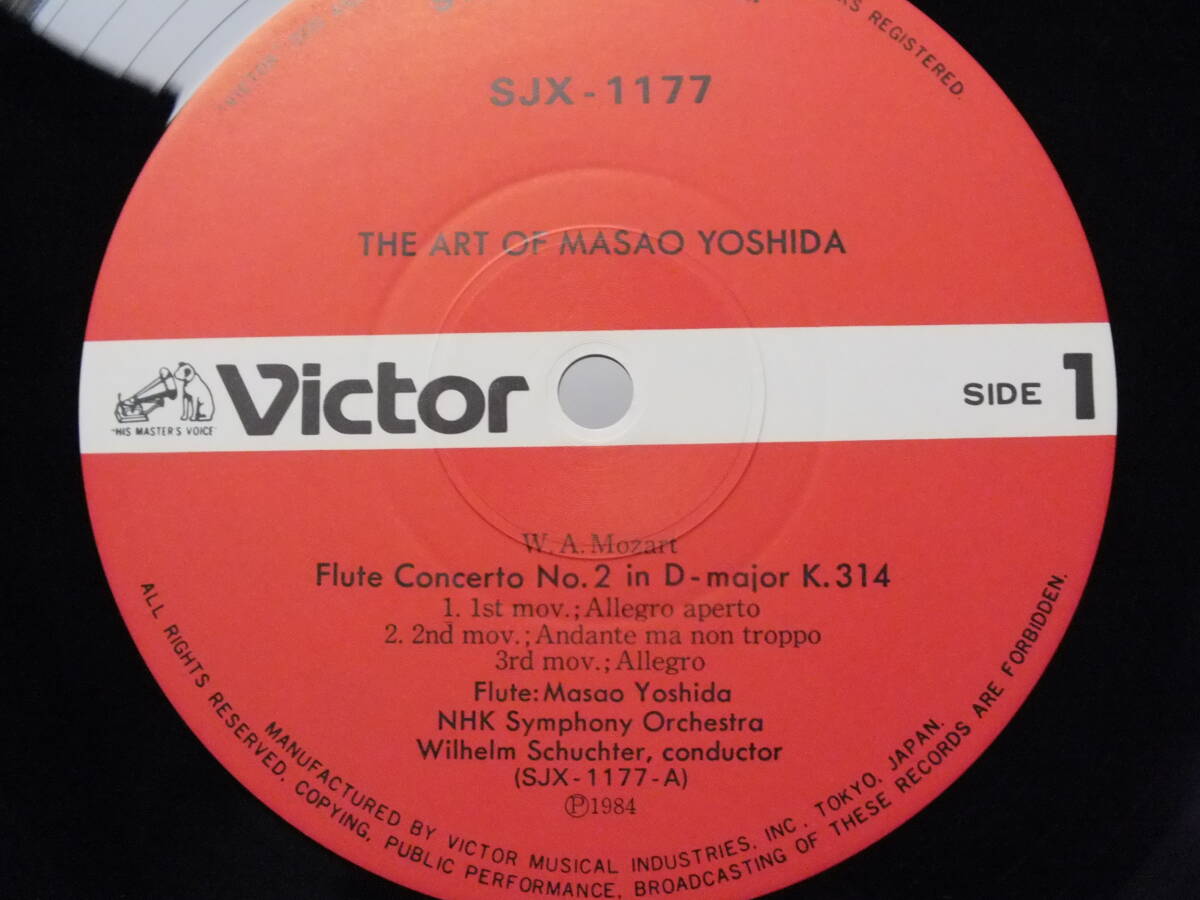 REGISTERED.
SJX-1177
THE ART OF MASAO YOSHIDA
"HIS MASTER'S VOICE"
Victor
SIDE 1
W. A. Mozart
Flute Concerto No. 2 in D-major K. 314
1. 1st mov.; Allegro aperto
2. 2nd mov.; Andante ma non troppo
3rd mov.; Allegro
Flute: Masao Yoshida
NHK Symphony Orchestra
Wilhelm Schuchter, conductor
(SJX-1177-A)
Ⓟ1984
MANUFACTURED BY VICTOR MUSICAL INDUSTRIES, INC. TOKYO, JAPAN.
ALL RIGHTS RESERVED. COPYING, PUBLIC PERFORMANCE, BROADCASTING OF THESE RECORDS ARE FORBIDDEN.